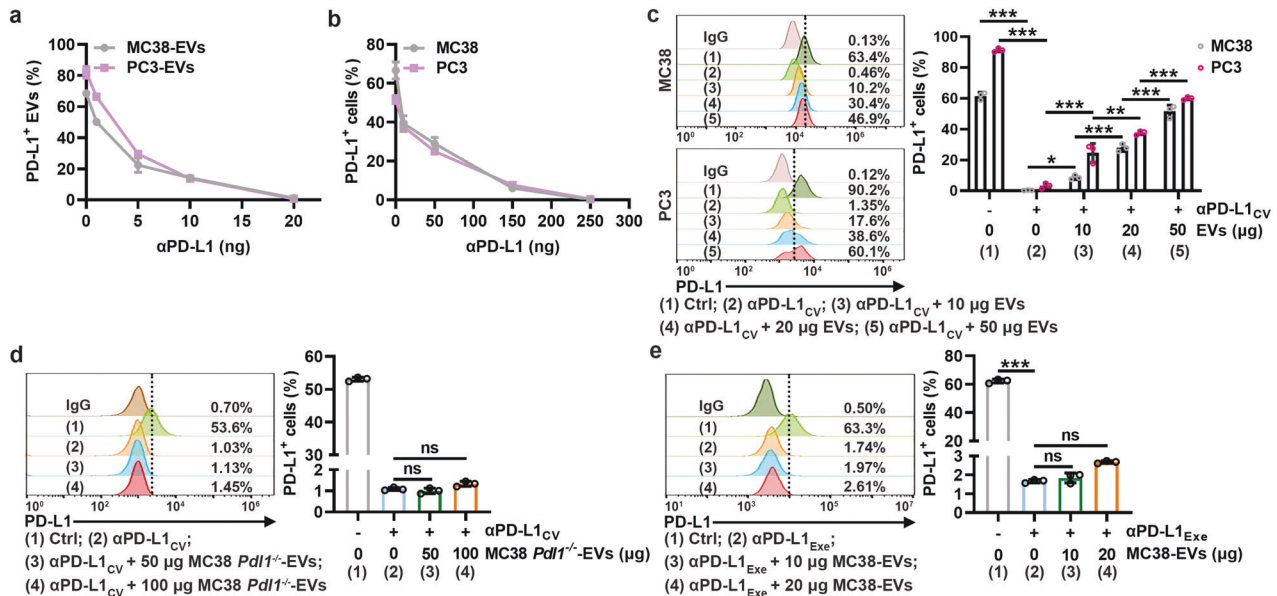 a
MC38-EVs
PC3-EVs
PD-L1+ EVs (%)
100
80
60
40
20
0
0 5 10 15 20
αPD-L1 (ng)
b
MC38
PC3
PD-L1+ cells (%)
80
60
40
20
0
0 50 100 150 200 250 300
αPD-L1 (ng)
c
MC38
IgG 0.13%
(1) 63.4%
(2) 0.46%
(3) 10.2%
(4) 30.4%
(5) 46.9%
10⁰ 10² 10⁴ 10⁶
PC3
IgG 0.12%
(1) 90.2%
(2) 1.35%
(3) 17.6%
(4) 38.6%
(5) 60.1%
10⁰ 10² 10⁴ 10⁶
PD-L1
(1) Ctrl; (2) αPD-L1CV; (3) αPD-L1CV + 10 μg EVs
(4) αPD-L1CV + 20 μg EVs; (5) αPD-L1CV + 50 μg EVs
PD-L1+ cells (%)
100
80
60
40
20
0
***
***
*
***
***
**
***
***
MC38
PC3
- + + + + αPD-L1CV
0 0 10 20 50 EVs (μg)
(1) (2) (3) (4) (5)
d
IgG 0.70%
(1) 53.6%
(2) 1.03%
(3) 1.13%
(4) 1.45%
10⁰ 10² 10⁴ 10⁶
PD-L1
(1) Ctrl; (2) αPD-L1CV;
(3) αPD-L1CV + 50 μg MC38 Pdl1-/--EVs;
(4) αPD-L1CV + 100 μg MC38 Pdl1-/--EVs
PD-L1+ cells (%)
60
50
40
30
2
1
0
ns
ns
- + + + αPD-L1CV
0 0 50 100 MC38 Pdl1-/--EVs (μg)
(1) (2) (3) (4)
e
IgG 0.50%
(1) 63.3%
(2) 1.74%
(3) 1.97%
(4) 2.61%
10¹ 10³ 10⁵ 10⁷
PD-L1
(1) Ctrl; (2) αPD-L1Exe;
(3) αPD-L1Exe + 10 μg MC38-EVs;
(4) αPD-L1Exe + 20 μg MC38-EVs
PD-L1+ cells (%)
80
60
40
20
3
2
1
0
***
ns
ns
- + + + αPD-L1Exe
0 0 10 20 MC38-EVs (μg)
(1) (2) (3) (4)